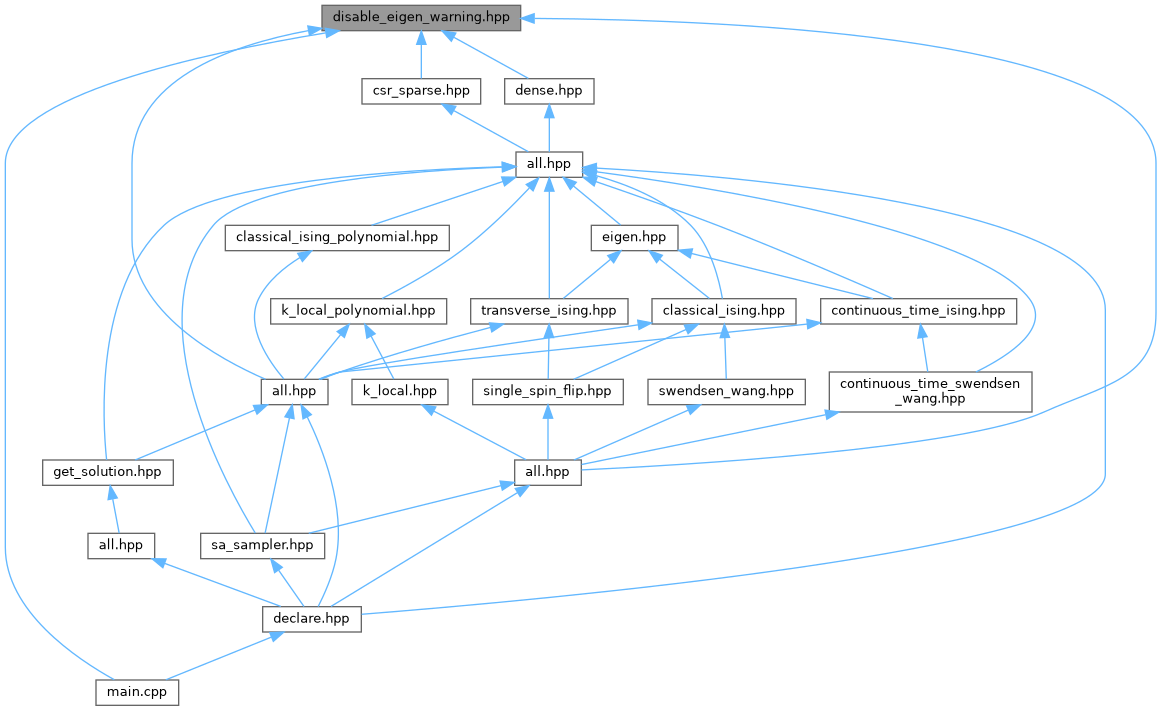 disable_eigen_warning.hpp
csr_sparse.hpp
dense.hpp
all.hpp
classical_ising_polynomial.hpp
eigen.hpp
k_local_polynomial.hpp
transverse_ising.hpp
classical_ising.hpp
continuous_time_ising.hpp
all.hpp
k_local.hpp
single_spin_flip.hpp
swendsen_wang.hpp
continuous_time_swendsen
_wang.hpp
get_solution.hpp
all.hpp
all.hpp
sa_sampler.hpp
declare.hpp
main.cpp